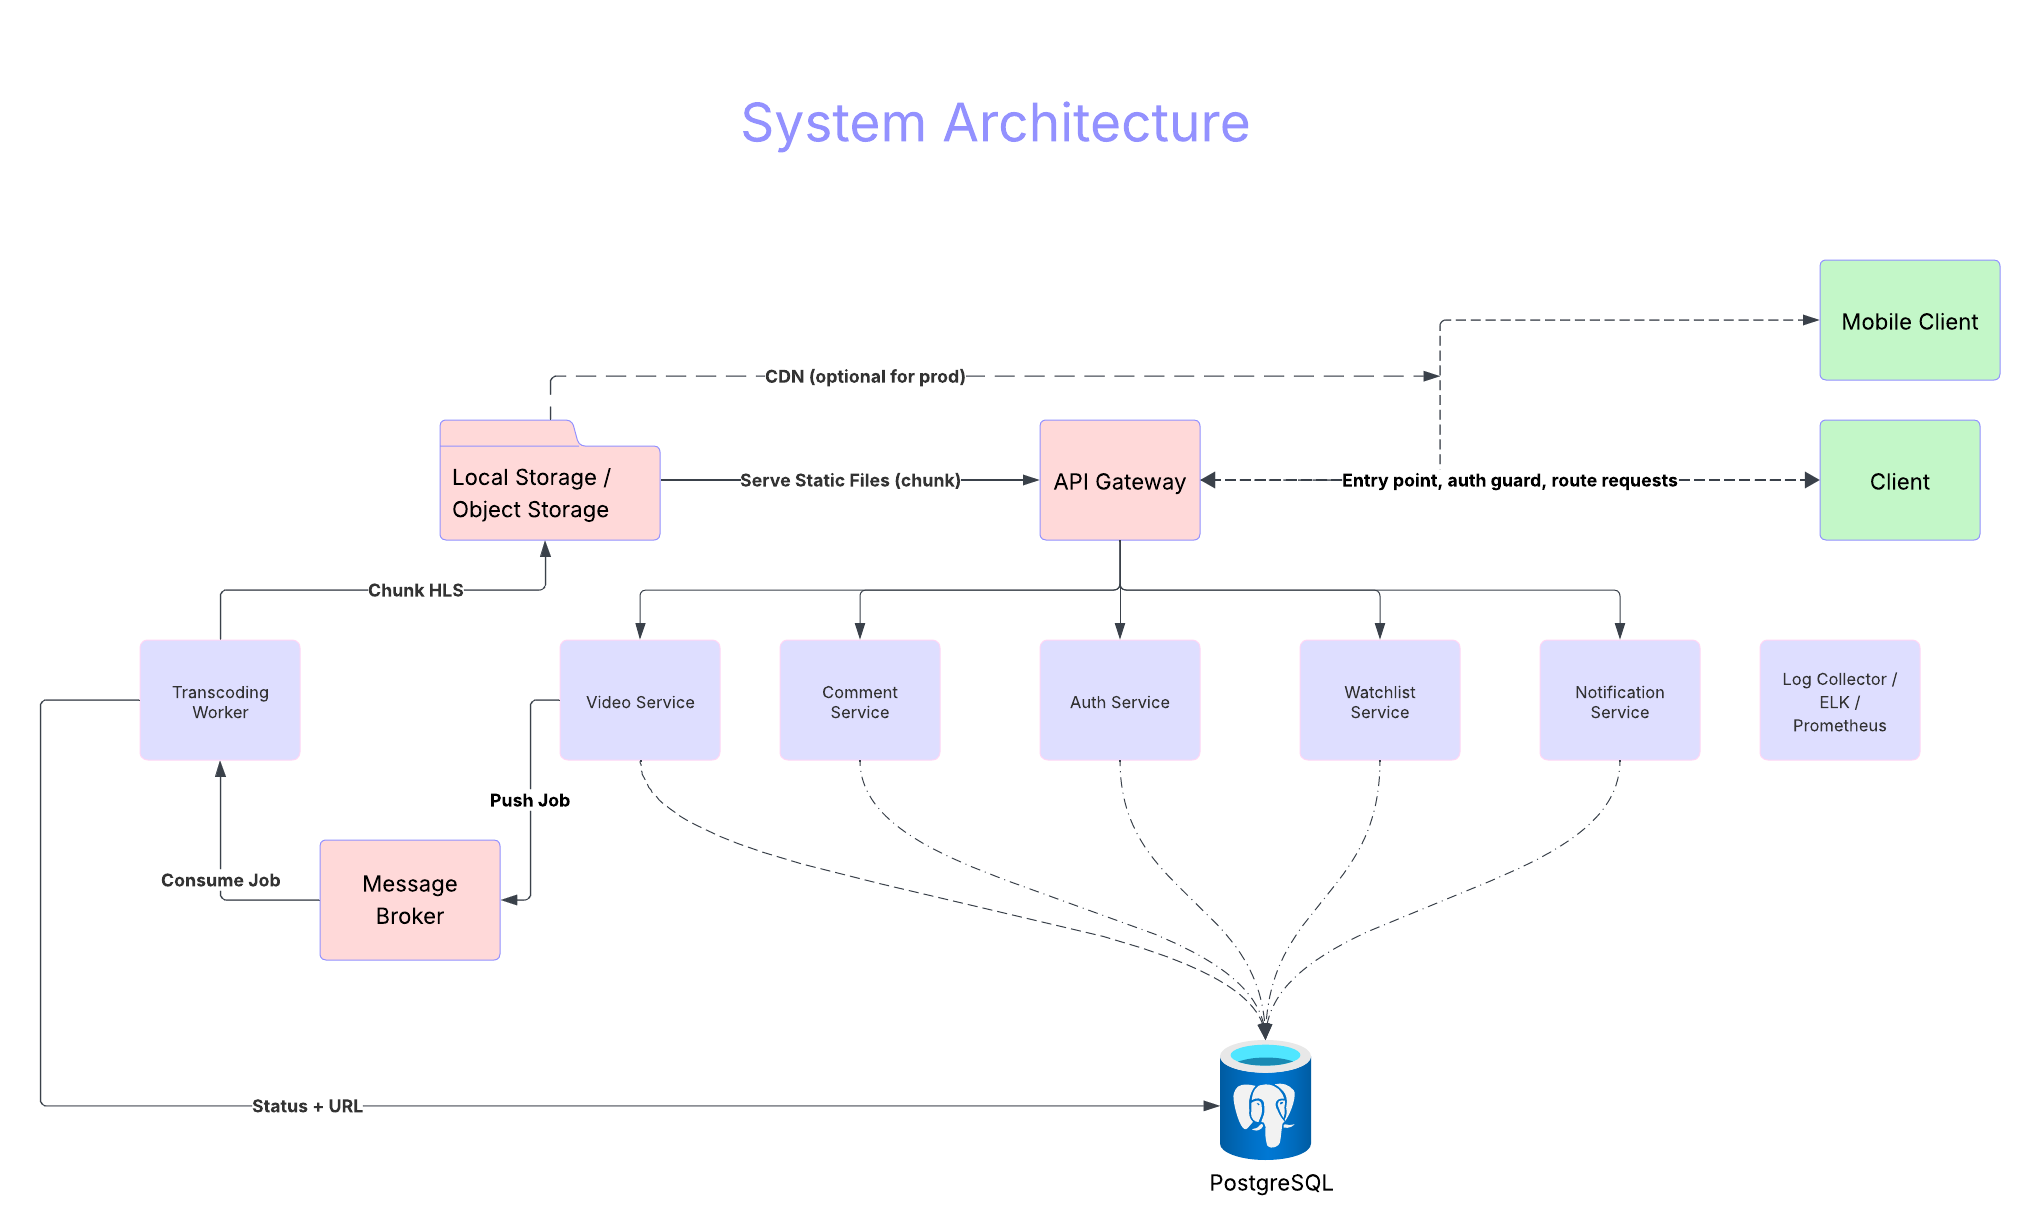 System Architecture
Mobile Client
CDN (optional for prod)
Local Storage /
Object Storage
Serve Static Files (chunk)
API Gateway
Entry point, auth guard, route requests
Client
Chunk HLS
Transcoding
Worker
Video Service
Comment
Service
Auth Service
Watchlist
Service
Notification
Service
Log Collector /
ELK /
Prometheus
Push Job
Consume Job
Message
Broker
Status + URL
PostgreSQL